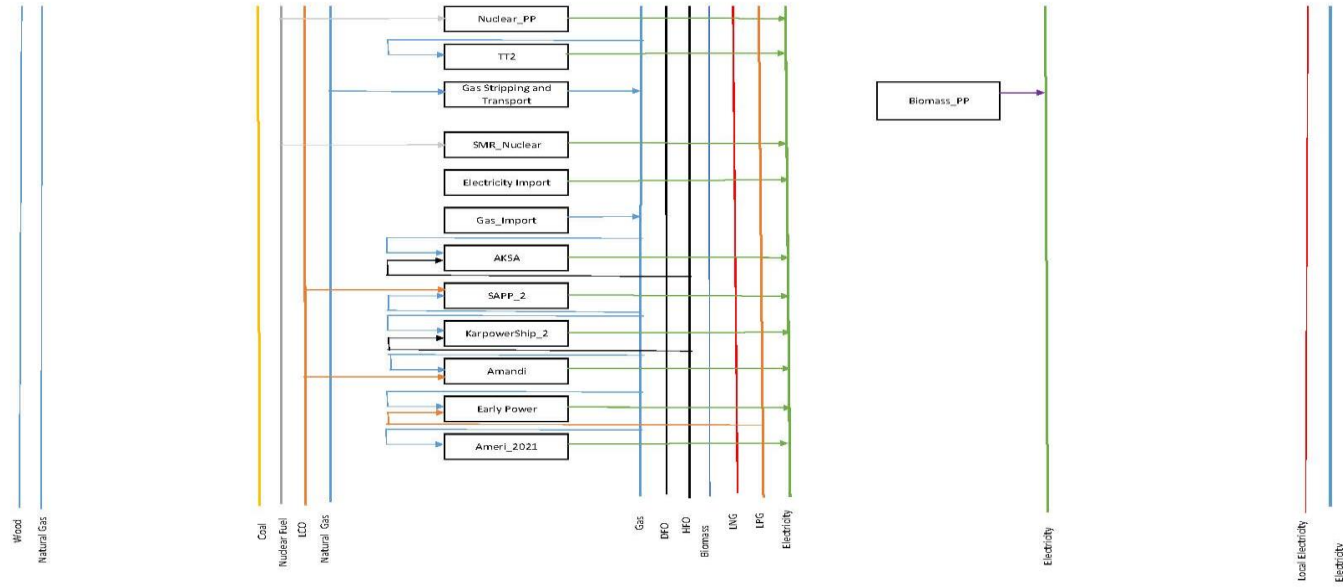 Nuclear_PP
TT2
Gas Stripping and
Transport
Biomass_PP
SMR_Nuclear
Electricity Import
Gas_Import
AKSA
SAPP_2
KarpowerShip_2
Amandi
Early Power
Ameri_2021
Wood
Natural Gas
Coal
Nuclear Fuel
LCO
Natural Gas
Gas
DFO
HFO
Biomass
LNG
LPG
Electricity
Electricity
Local Electricity
Electricity